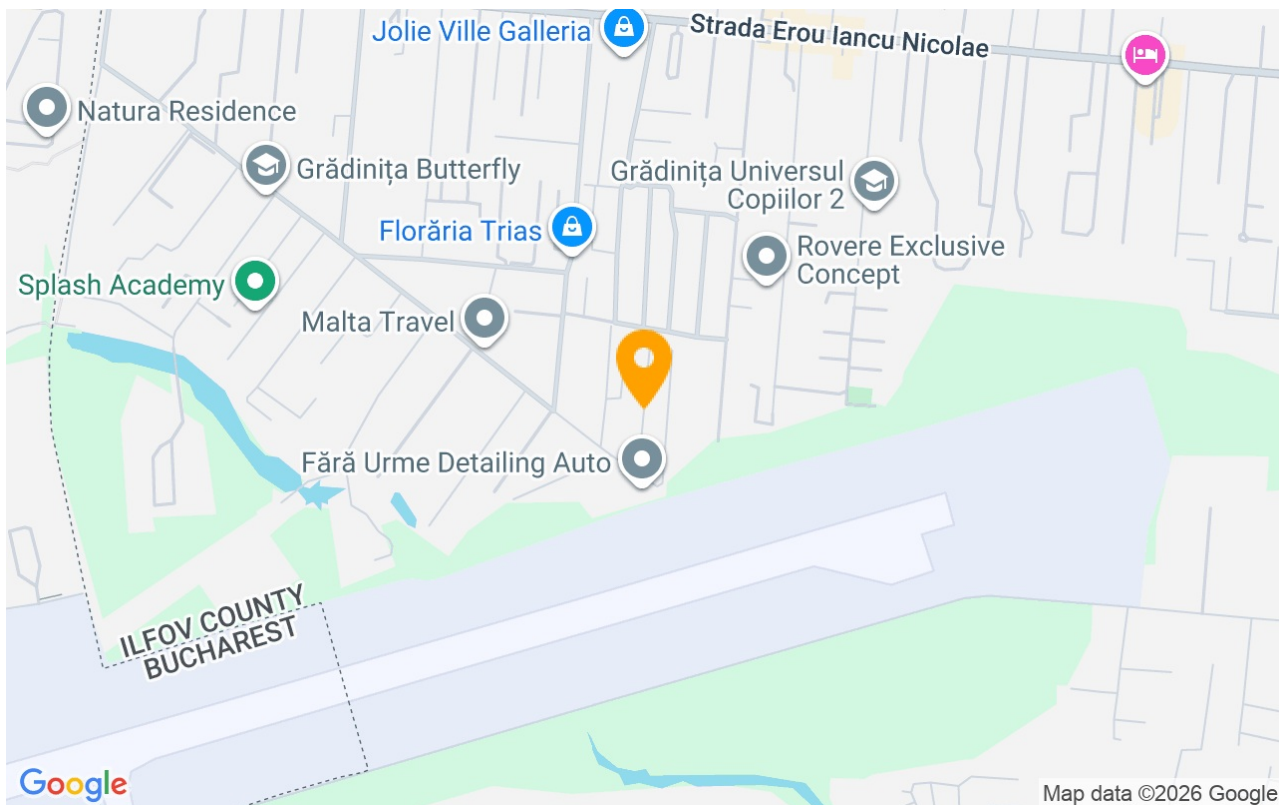 Jolie Ville Galleria
Strada Erou Iancu Nicolae
Natura Residence
Grădinița Butterfly
Grădinița Universul
Copiilor 2
Florăria Trias
Rovere Exclusive
Concept
Splash Academy
Malta Travel
Fără Urme Detailing Auto
ILFOV COUNTY
BUCHAREST
Google
Map data ©2026 Google